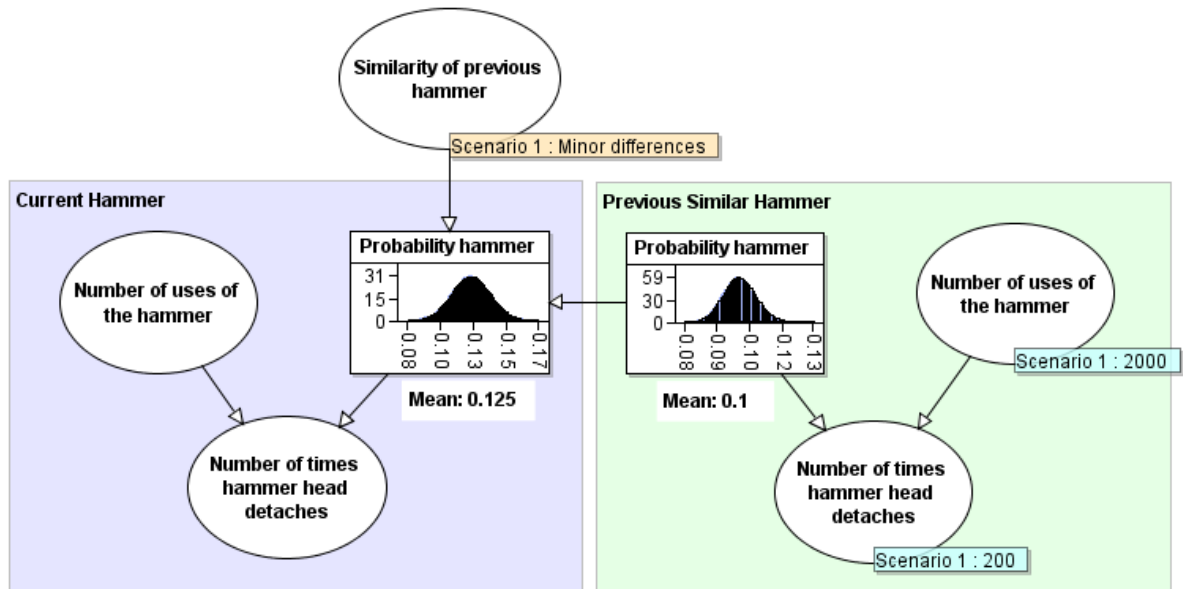 Similarity of previous
hammer
Scenario 1 : Minor differences
Current Hammer
Number of uses of
the hammer
Probability hammer
31
15
0
0.08
0.10
0.13
0.15
0.17
Mean: 0.125
Number of times
hammer head
detaches
Previous Similar Hammer
Probability hammer
59
30
0
0.08
0.09
0.10
0.12
0.13
Mean: 0.1
Number of uses of
the hammer
Scenario 1 : 2000
Number of times
hammer head
detaches
Scenario 1 : 200